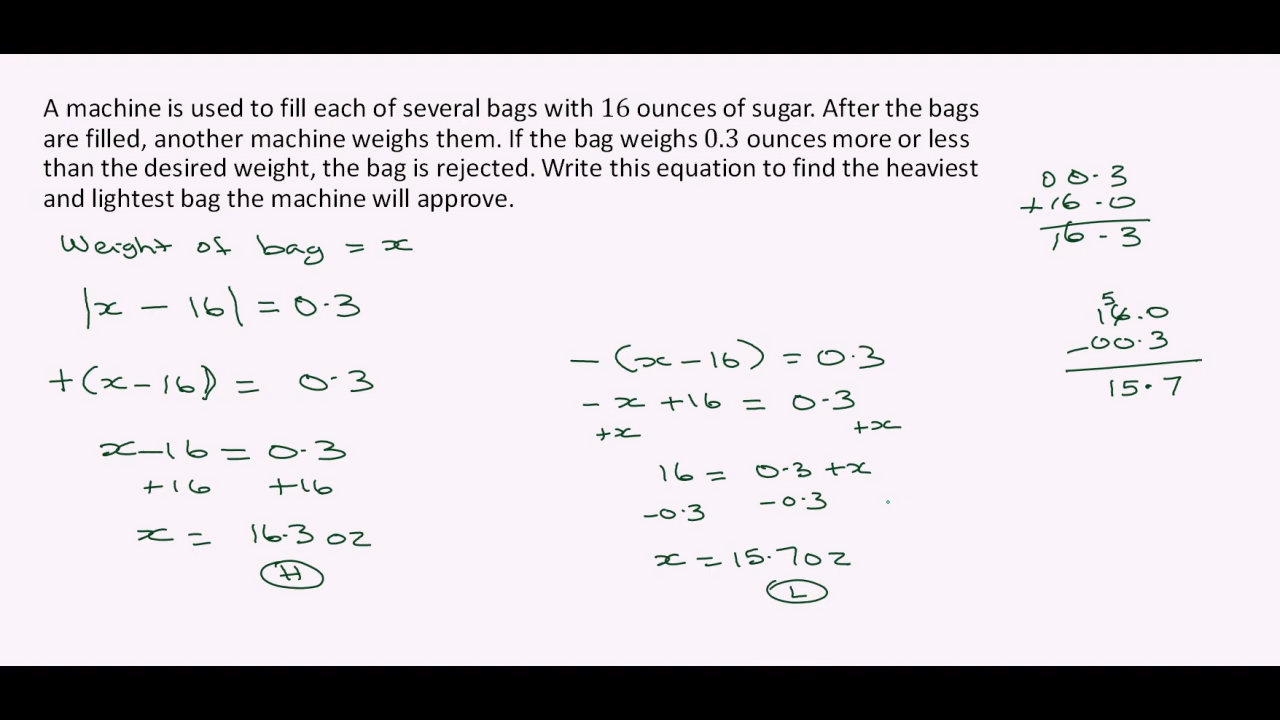 A machine is used to fill each of several bags with 16 ounces of sugar. After the bags
are filled, another machine weighs them. If the bag weighs 0.3 ounces more or less
than the desired weight, the bag is rejected. Write this equation to find the heaviest
and lightest bag the machine will approve.
Weight of bag = x
|x - 16| = 0.3
+(x - 16) = 0.3
x - 16 = 0.3
+16 +16
x = 16.3 oz
H
-(x - 16) = 0.3
-x + 16 = 0.3
+x +x
16 = 0.3 + x
-0.3 -0.3
x = 15.7 oz
L
00.3
+16.0
16.3
5
16.0
-00.3
15.7